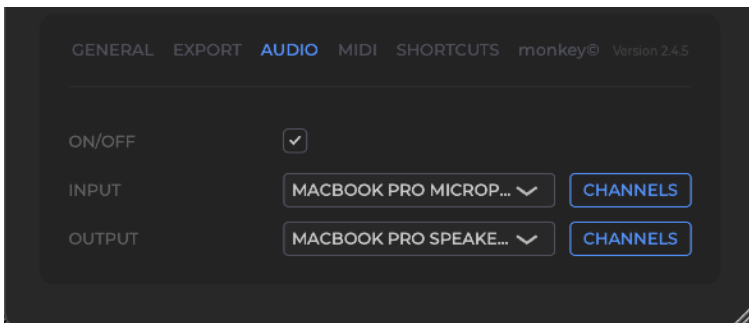 GENERAL EXPORT AUDIO MIDI SHORTCUTS monkey© Version 2.4.5
ON/OFF
INPUT MACBOOK PRO MICROP... CHANNELS
OUTPUT MACBOOK PRO SPEAKE... CHANNELS